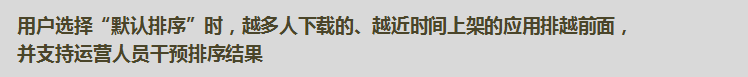 用户选择“默认排序”时，越多人下载的、越近时间上架的应用排越前面，
并支持运营人员干预排序结果